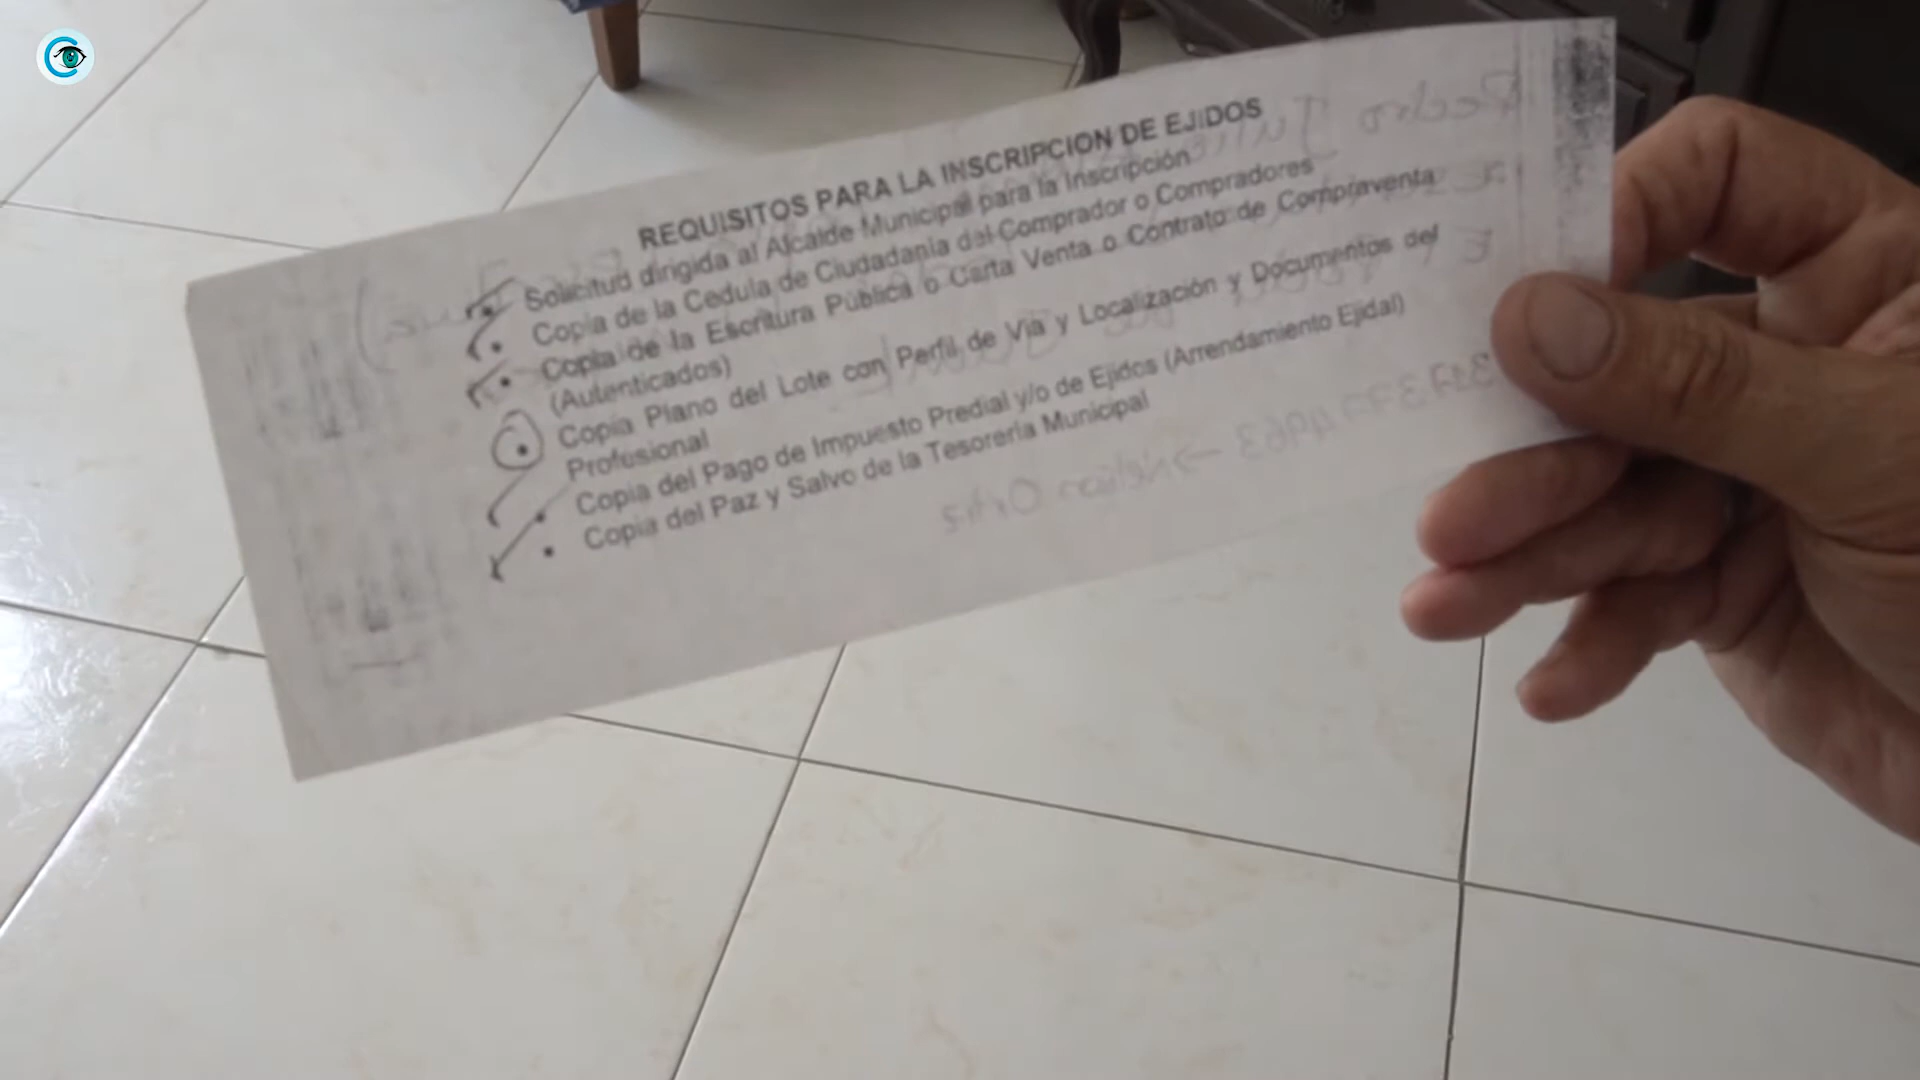 REQUISITOS PARA LA INSCRIPCION DE EJIDOS
• Solicitud dirigida al Alcalde Municipal para la Inscripción
• Copia de la Cedula de Ciudadania del Comprador o Compradores
• Copia de la Escritura Pública o Carta Venta o Contrato de Compraventa
(Autenticados)
• Copia Plano del Lote con Perfil de Via y Localización y Documentos del
Profesional
• Copia del Pago de Impuesto Predial y/o de Ejidos (Arrendamiento Ejidal)
• Copia del Paz y Salvo de la Tesorería Municipal